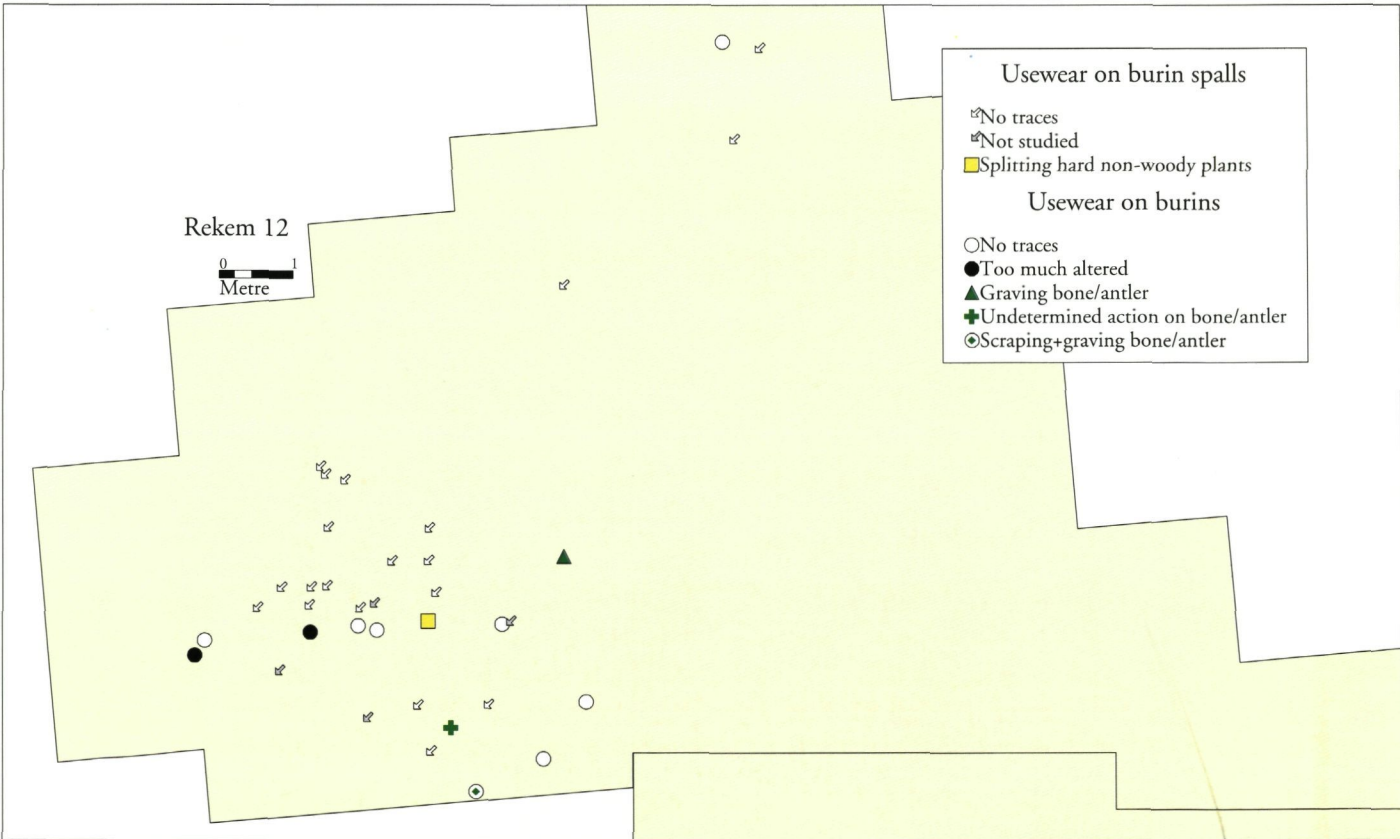 Usewear on burin spalls
No traces
Not studied
Splitting hard non-woody plants
Usewear on burins
No traces
Too much altered
Graving bone/antler
Undetermined action on bone/antler
Scraping+graving bone/antler
Rekem 12
0 1
Metre